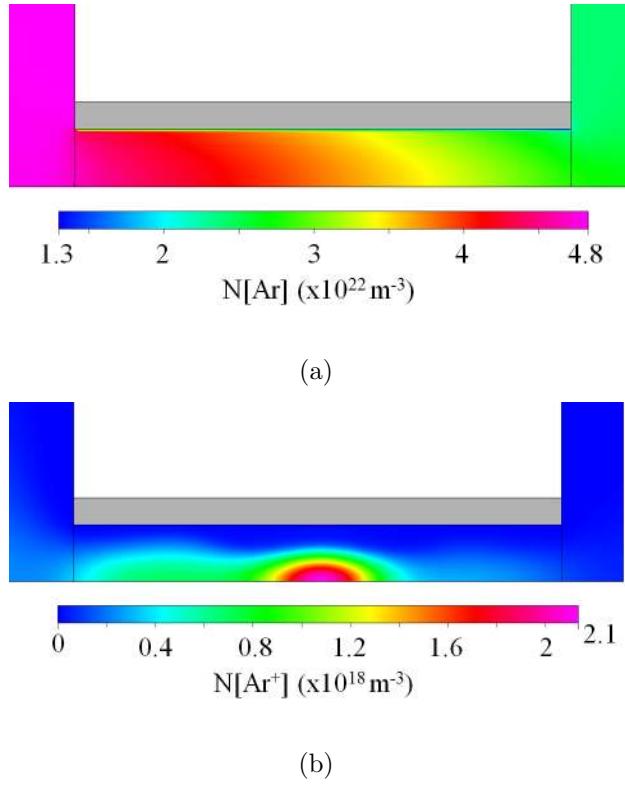 1.3 2 3 4 4.8
N[Ar] (x10²² m⁻³)
(a)
0 0.4 0.8 1.2 1.6 2 2.1
N[Ar⁺] (x10¹⁸ m⁻³)
(b)